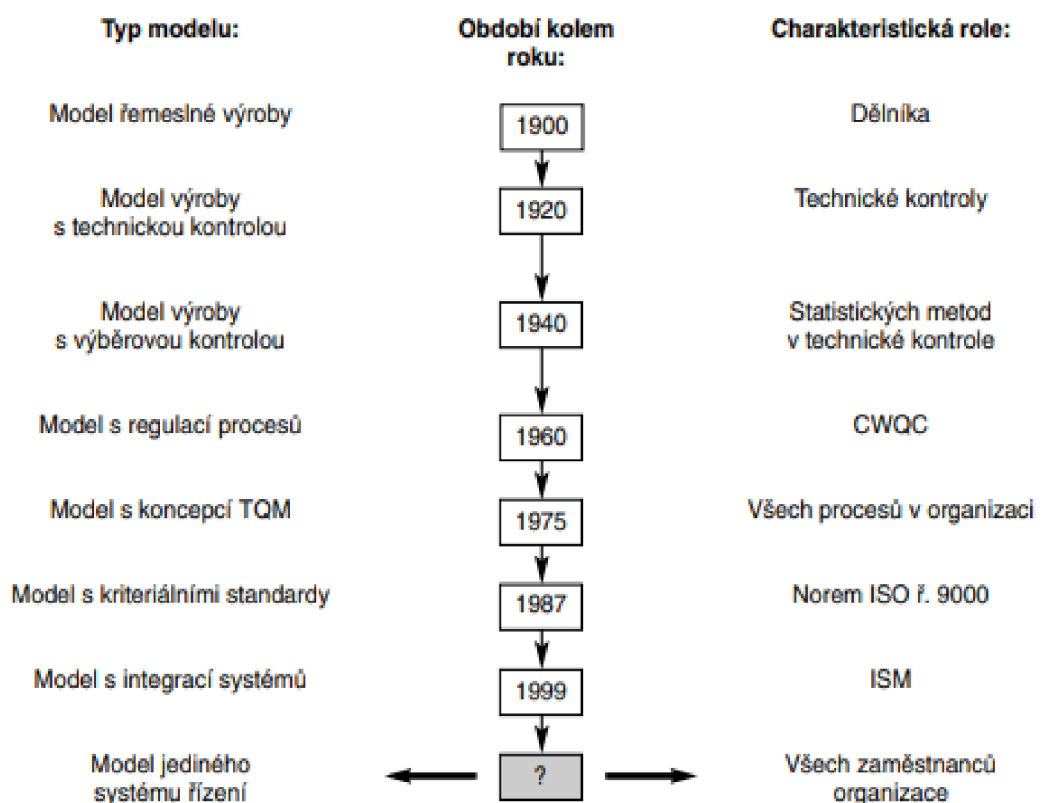 Typ modelu:
Období kolem
roku:
Charakteristická role:
Model řemeslné výroby
1900
Dělníka
Model výroby
s technickou kontrolou
1920
Technické kontroly
Model výroby
s výběrovou kontrolou
1940
Statistických metod
v technické kontrole
Model s regulací procesů
1960
CWQC
Model s koncepcí TQM
1975
Všech procesů v organizaci
Model s kriteriálními standardy
1987
Norem ISO ř. 9000
Model s integrací systémů
1999
ISM
Model jediného
systému řízení
?
Všech zaměstnanců
organizace